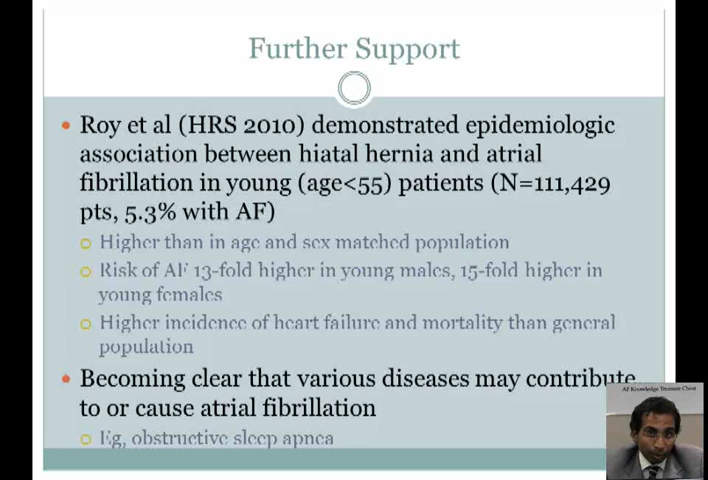 Further Support
• Roy et al (HRS 2010) demonstrated epidemiologic
association between hiatal hernia and atrial
fibrillation in young (age<55) patients (N=111,429
pts, 5.3% with AF)
Higher than in age and sex matched population
Risk of AF 13-fold higher in young males, 15-fold higher in
young females
Higher incidence of heart failure and mortality than general
population
• Becoming clear that various diseases may contribute
to or cause atrial fibrillation
Eg, obstructive sleep apnea
AF Knowledge Treasure Chest